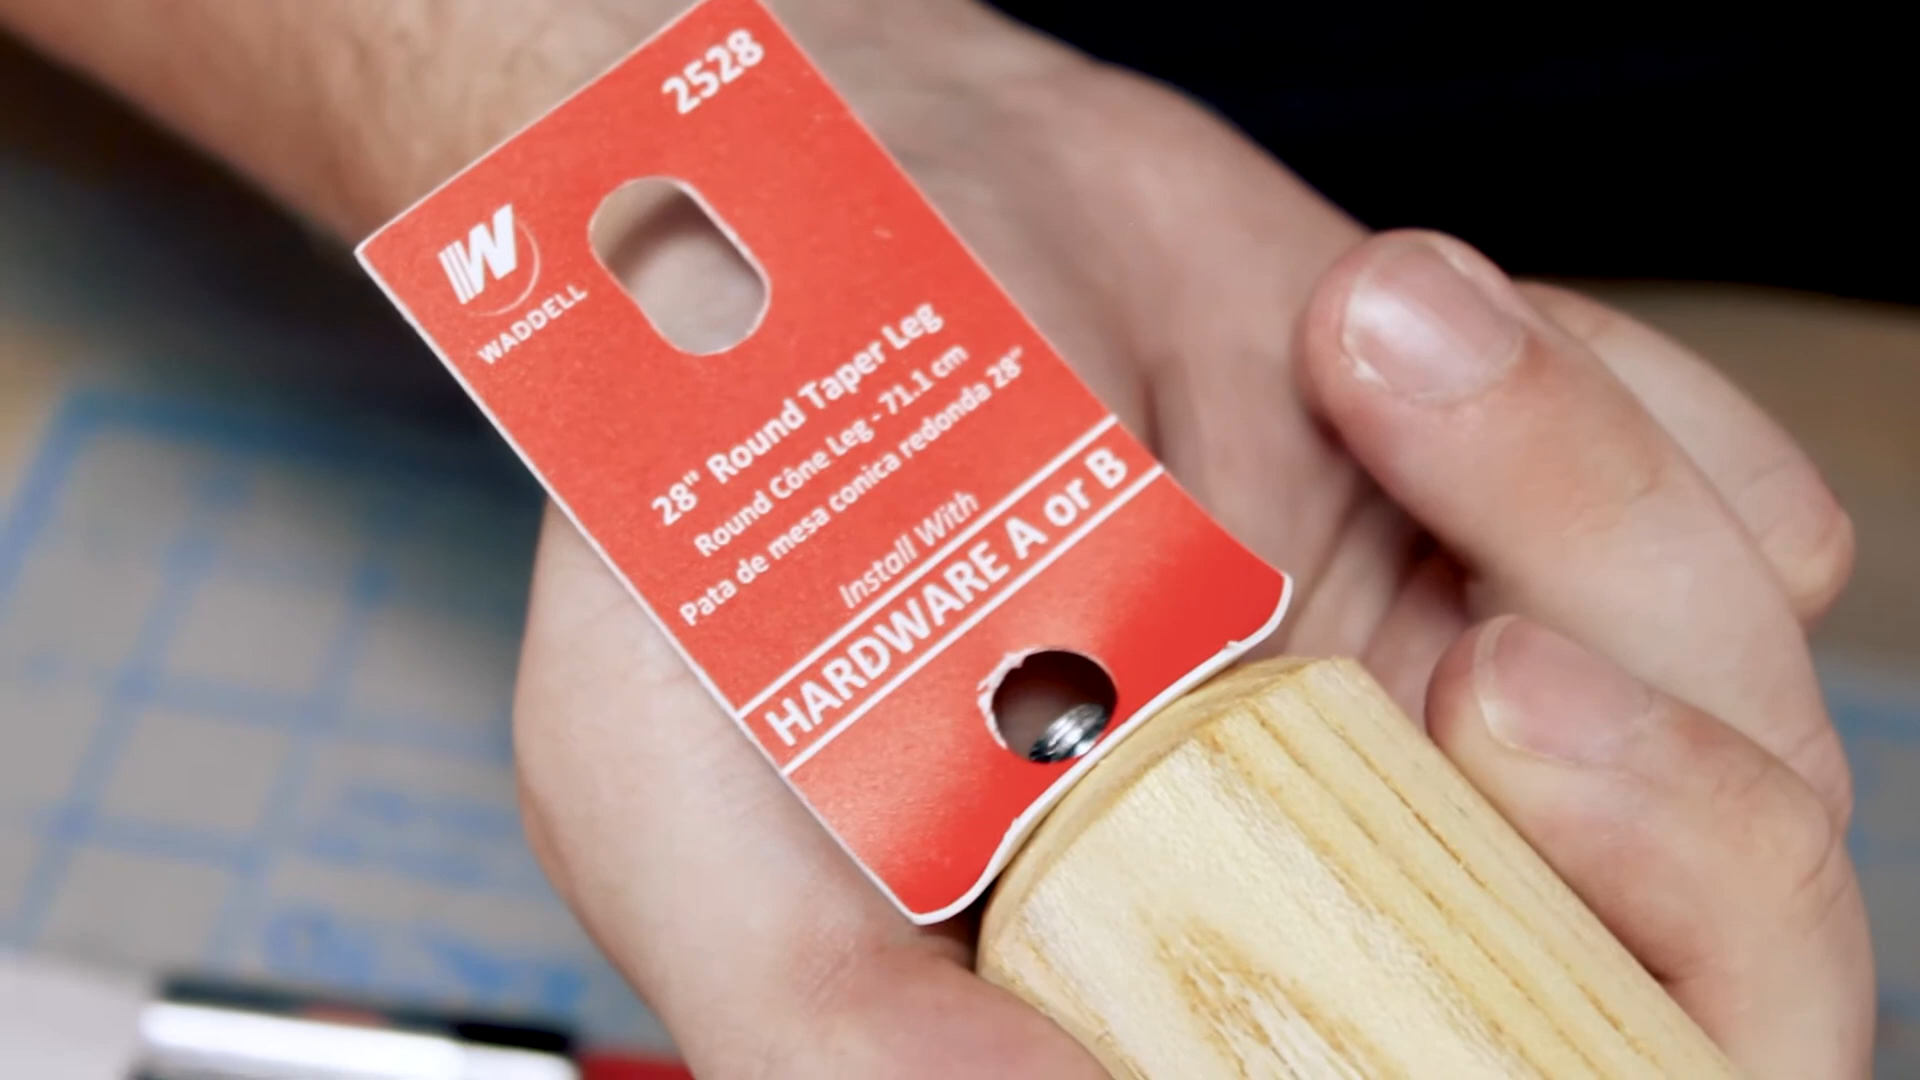 2528
W
WADDELL
28" Round Taper Leg
Round Cône Leg - 71.1 cm
Pata de mesa conica redonda 28"
Install With
HARDWARE A or B